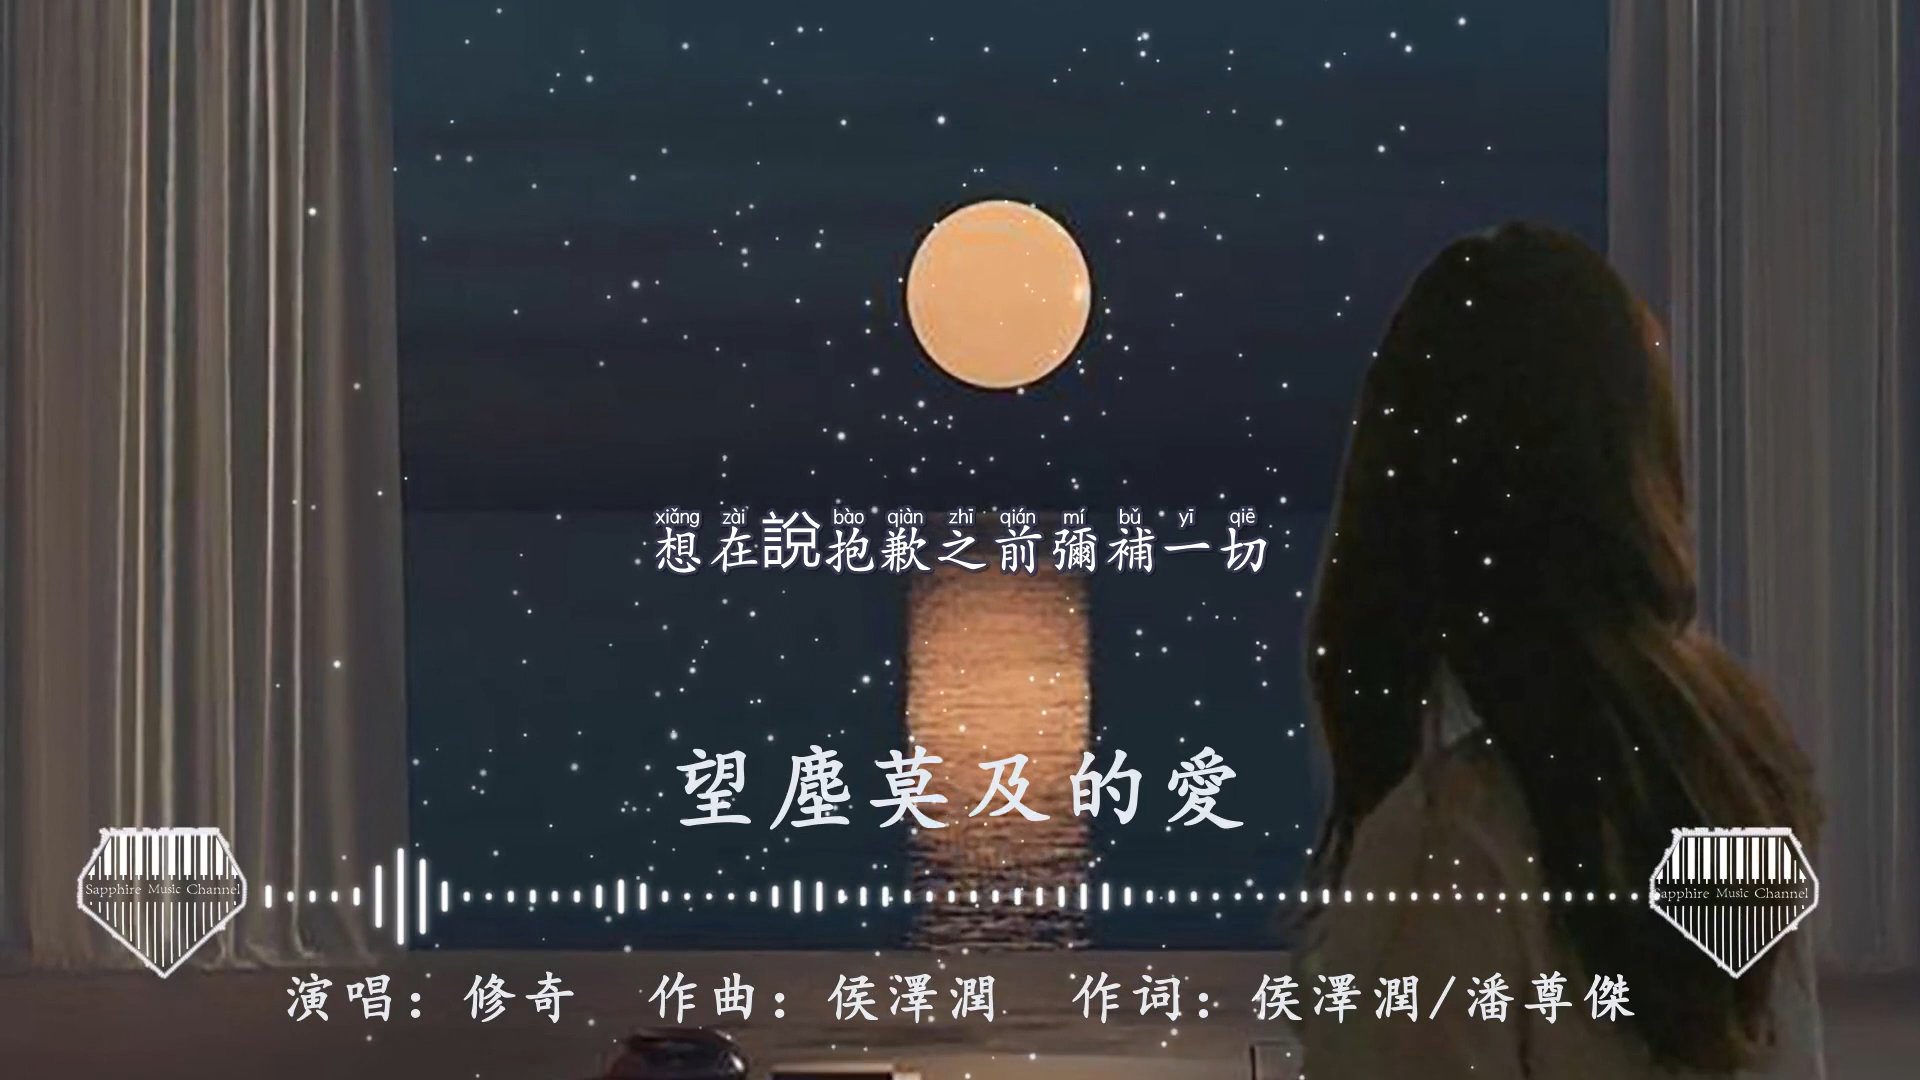 xiǎng zài bào qiàn zhī qián mí bǔ yī qiē
想在說抱歉之前彌補一切
望塵莫及的愛
Sapphire Music Channel
Sapphire Music Channel
演唱：修奇 作曲：侯澤潤 作词：侯澤潤/潘尊傑